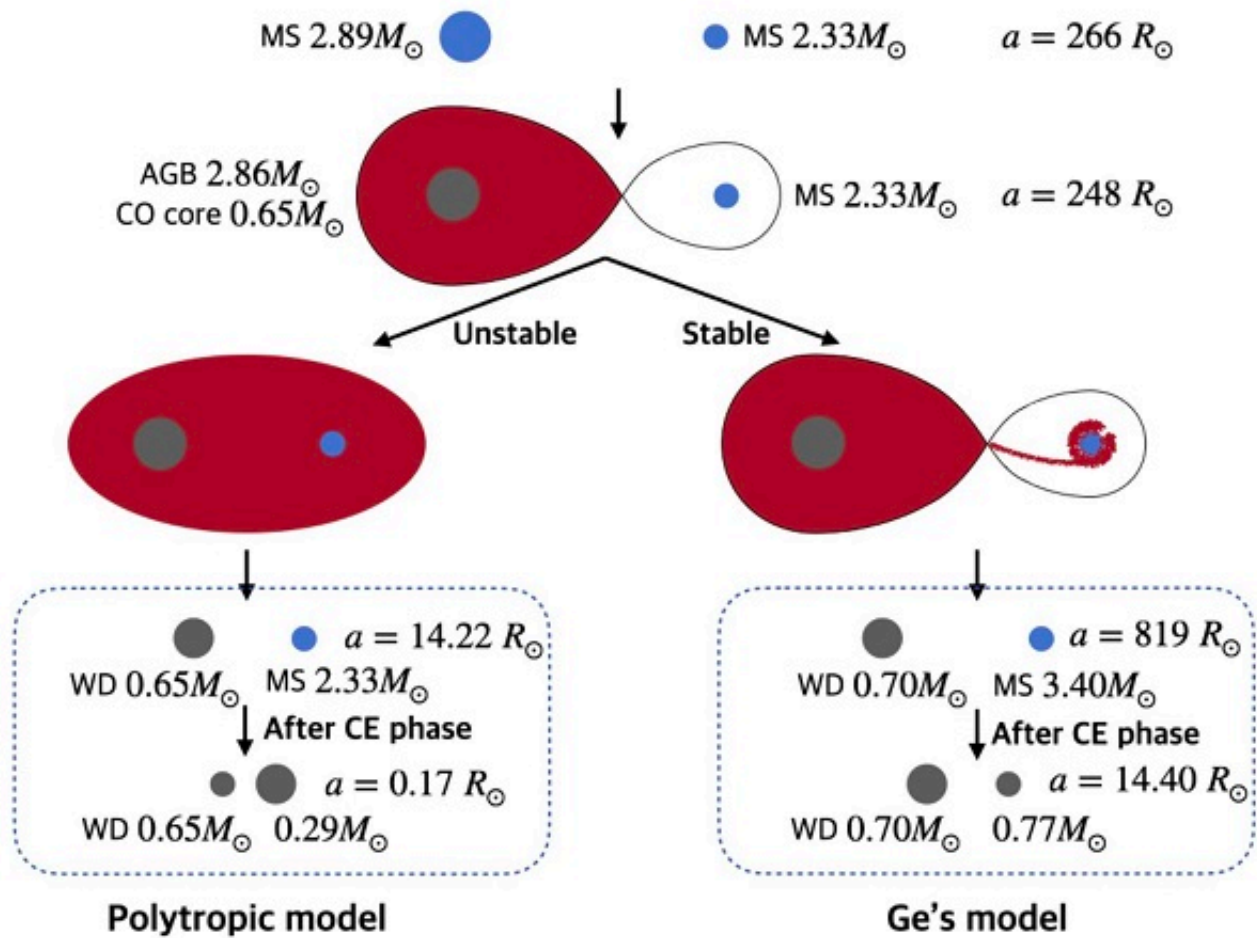 MS 2.89M⊙ MS 2.33M⊙ a = 266 R⊙
AGB 2.86M⊙
CO core 0.65M⊙
MS 2.33M⊙ a = 248 R⊙
Unstable Stable
a = 14.22 R⊙
WD 0.65M⊙ MS 2.33M⊙
After CE phase
a = 0.17 R⊙
WD 0.65M⊙ 0.29M⊙
Polytropic model
a = 819 R⊙
WD 0.70M⊙ MS 3.40M⊙
After CE phase
a = 14.40 R⊙
WD 0.70M⊙ 0.77M⊙
Ge's model